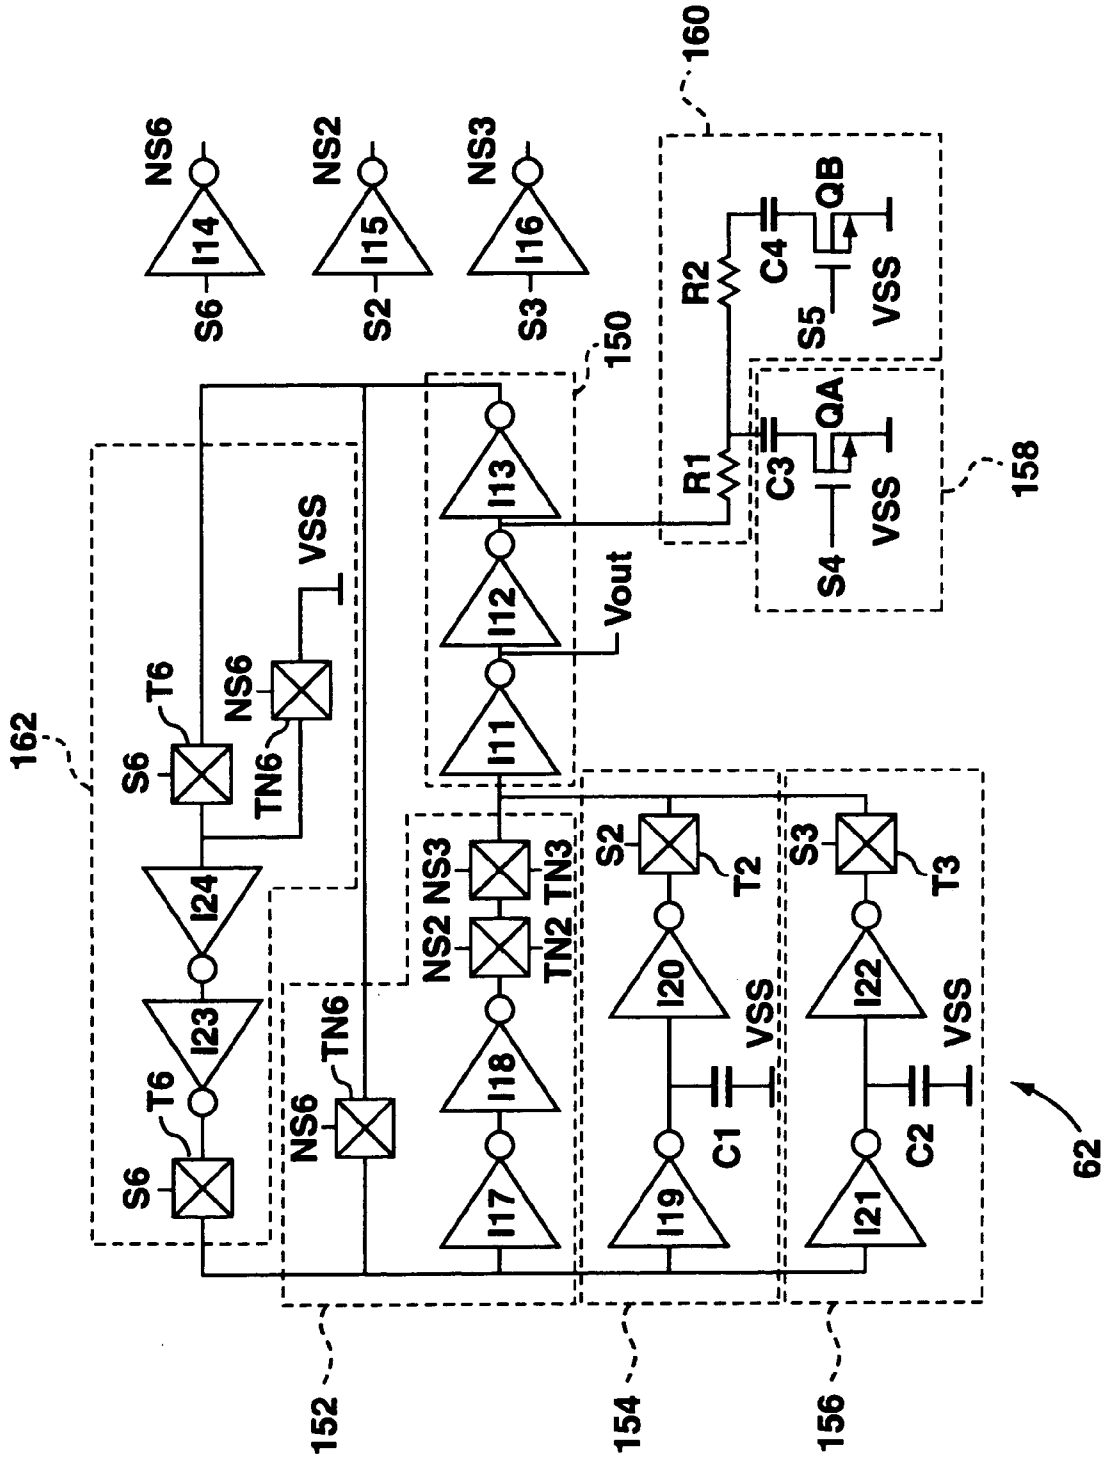 162
S6
T6
I23
I24
S6
T6
TN6
NS6
VSS
S6
I14
NS6
S2
I15
NS2
S3
I16
NS3
152
NS6
TN6
I17
I18
NS2
TN2
NS3
TN3
I11
I12
I13
150
Vout
154
I19
C1
VSS
I20
S2
T2
156
I21
C2
VSS
I22
S3
T3
160
R1
R2
C4
S5
QB
VSS
C3
S4
QA
VSS
158
62